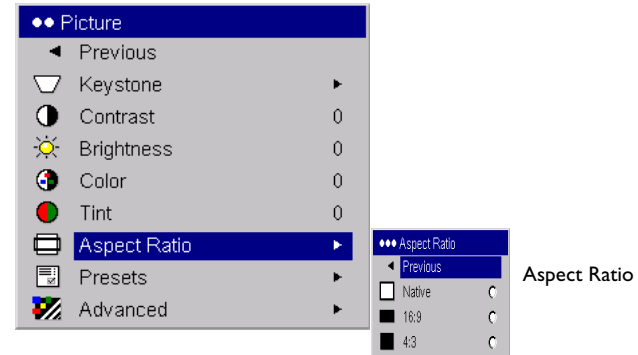 Picture
Previous
Keystone
Contrast 0
Brightness 0
Color 0
Tint 0
Aspect Ratio
Presets
Advanced
Aspect Ratio
Previous
Native
16:9
4:3
Aspect Ratio